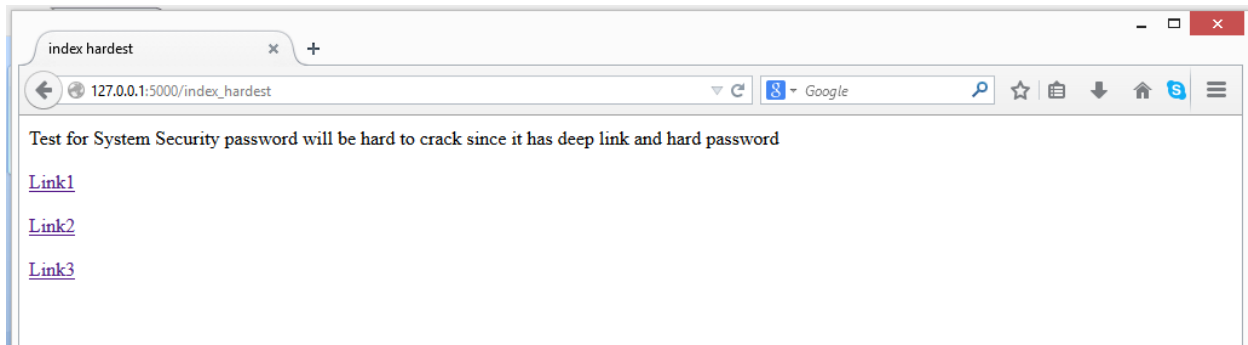 index hardest
127.0.0.1:5000/index_hardest
Google
Test for System Security password will be hard to crack since it has deep link and hard password
Link1
Link2
Link3